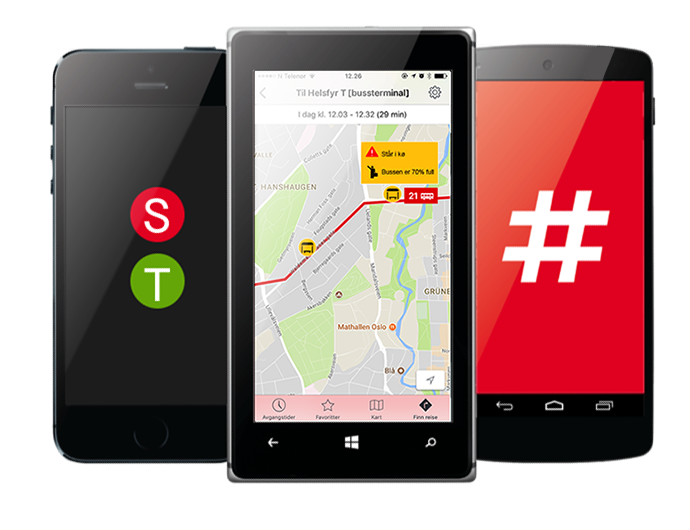 S
T
Telenor
12.26
Til Helsfyr T [bussterminal]
I dag kl. 12.03 - 12.32 (29 min)
HANSHAUGEN
Står i kø
Bussen er 70% full
21
GRÜNE
Mathallen Oslo
Blå
Avgangstider
Favoritter
Kart
Finn reise
#